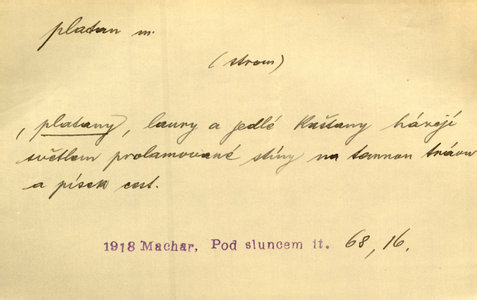 platan m.
(strom)
, platany, laury a jedlé kaštany házejí
světlem prolamované stíny na temnou trávu
a písek cest.
1918 Machar, Pod sluncem it. 68,16.